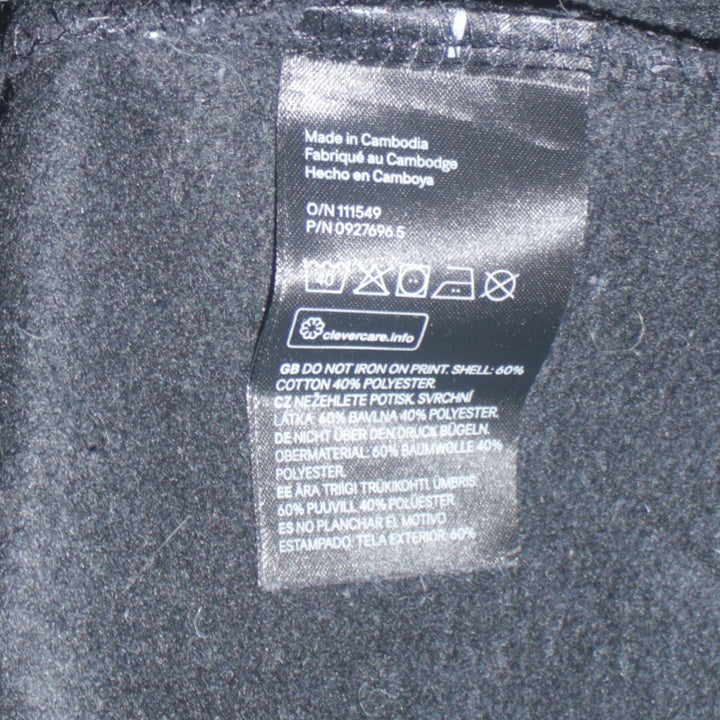 Made in Cambodia
Fabriqué au Cambodge
Hecho en Camboya
O/N 111549
P/N 0927696 5
40
clevercare.info
GB DO NOT IRON ON PRINT. SHELL: 60%
COTTON 40% POLYESTER.
CZ NEŽEHLETE POTISK. SVRCHNÍ
LÁTKA: 60% BAVLNA 40% POLYESTER.
DE NICHT ÜBER DEN DRUCK BÜGELN.
OBERMATERIAL: 60% BAUMWOLLE 40%
POLYESTER.
EE ÄRA TRIIGI TRÜKIKOHTI. ÜMBRIS:
60% PUUVILL 40% POLÜESTER.
ES NO PLANCHAR EL MOTIVO
ESTAMPADO. TELA EXTERIOR: 60%